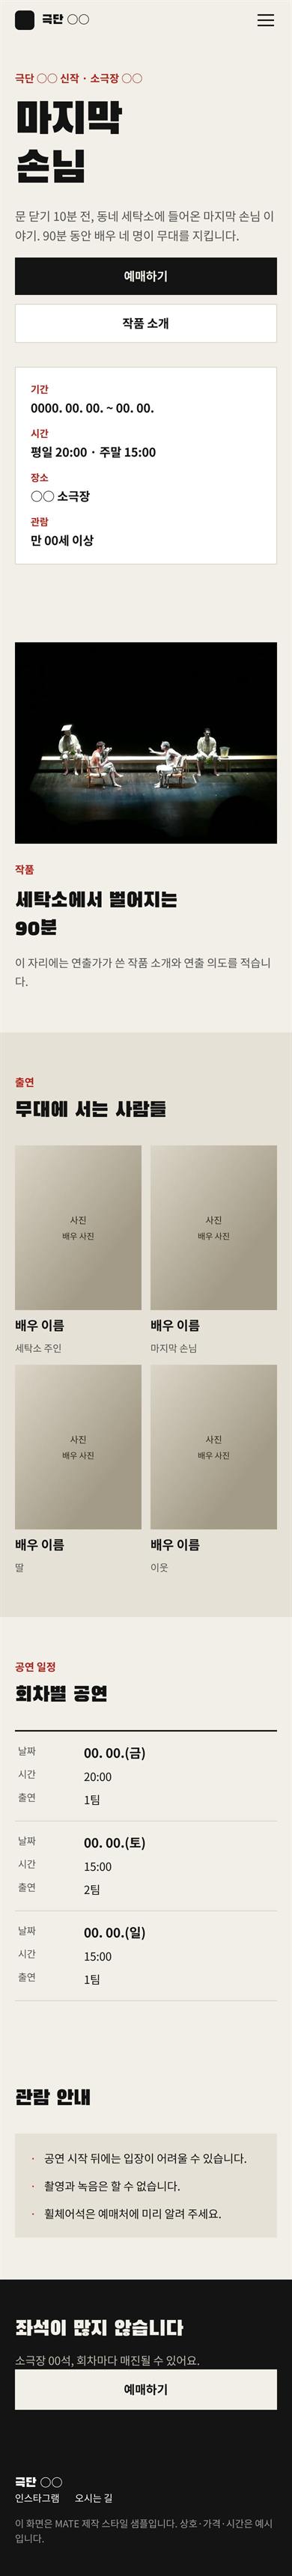 극단 ○○
극단 ○○ 신작 · 소극장 ○○
마지막
손님
문 닫기 10분 전, 동네 세탁소에 들어온 마지막 손님 이
야기. 90분 동안 배우 네 명이 무대를 지킵니다.
예매하기
작품 소개
기간
0000. 00. 00. ~ 00. 00.
시간
평일 20:00 · 주말 15:00
장소
○○ 소극장
관람
만 00세 이상
작품
세탁소에서 벌어지는
90분
이 자리에는 연출가가 쓴 작품 소개와 연출 의도를 적습니
다.
출연
무대에 서는 사람들
사진
배우 사진
사진
배우 사진
배우 이름
세탁소 주인
배우 이름
마지막 손님
사진
배우 사진
사진
배우 사진
배우 이름
딸
배우 이름
이웃
공연 일정
회차별 공연
날짜 00. 00.(금)
시간 20:00
출연 1팀
날짜 00. 00.(토)
시간 15:00
출연 2팀
날짜 00. 00.(일)
시간 15:00
출연 1팀
관람 안내
· 공연 시작 뒤에는 입장이 어려울 수 있습니다.
· 촬영과 녹음은 할 수 없습니다.
· 휠체어석은 예매처에 미리 알려 주세요.
좌석이 많지 않습니다
소극장 00석, 회차마다 매진될 수 있어요.
예매하기
극단 ○○
인스타그램 오시는 길
이 화면은 MATE 제작 스타일 샘플입니다. 상호·가격·시간은 예시
입니다.